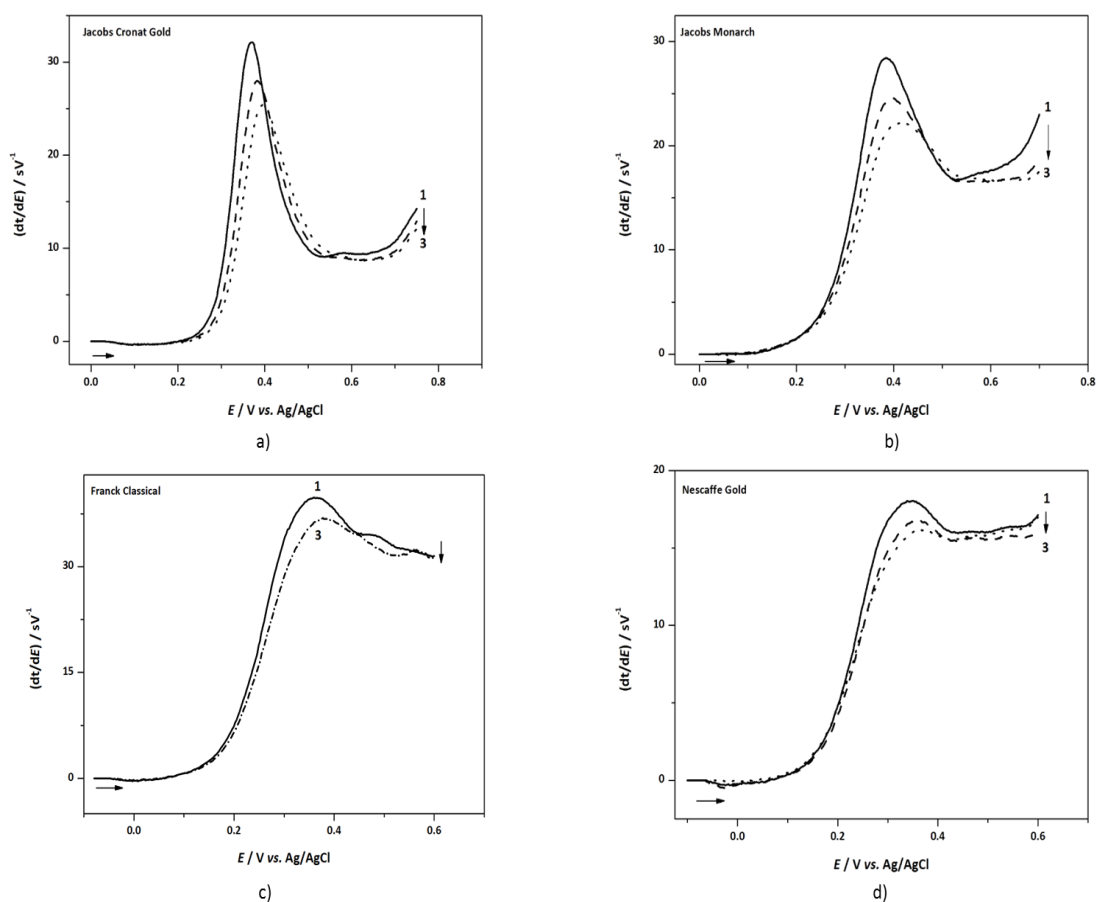 Jacobs Cronat Gold
30
20
10
0
(dt/dE) / sV⁻¹
1
3
0.0 0.2 0.4 0.6 0.8
E / V vs. Ag/AgCl
a)
Jacobs Monarch
30
20
10
0
(dt/dE) / sV⁻¹
1
3
0.0 0.2 0.4 0.6 0.8
E / V vs. Ag/AgCl
b)
Franck Classical
30
15
0
(dt/dE) / sV⁻¹
1
3
0.0 0.2 0.4 0.6
E / V vs. Ag/AgCl
c)
Nescaffe Gold
20
10
0
(dt/dE) / sV⁻¹
1
3
0.0 0.2 0.4 0.6
E / V vs. Ag/AgCl
d)